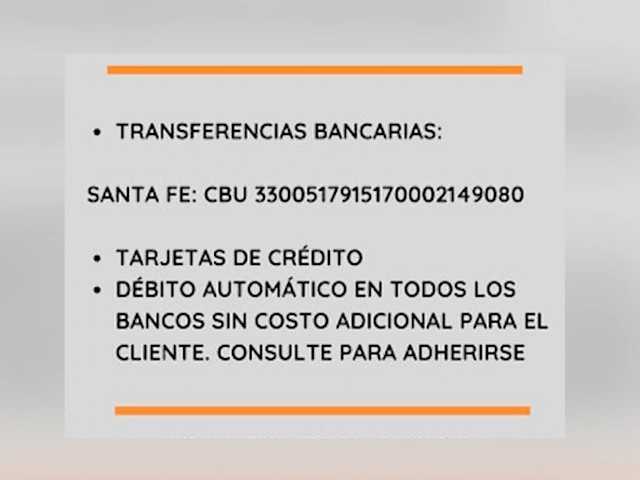 • TRANSFERENCIAS BANCARIAS:
SANTA FE: CBU 3300517915170002149080
• TARJETAS DE CRÉDITO
• DÉBITO AUTOMÁTICO EN TODOS LOS
BANCOS SIN COSTO ADICIONAL PARA EL
CLIENTE. CONSULTE PARA ADHERIRSE